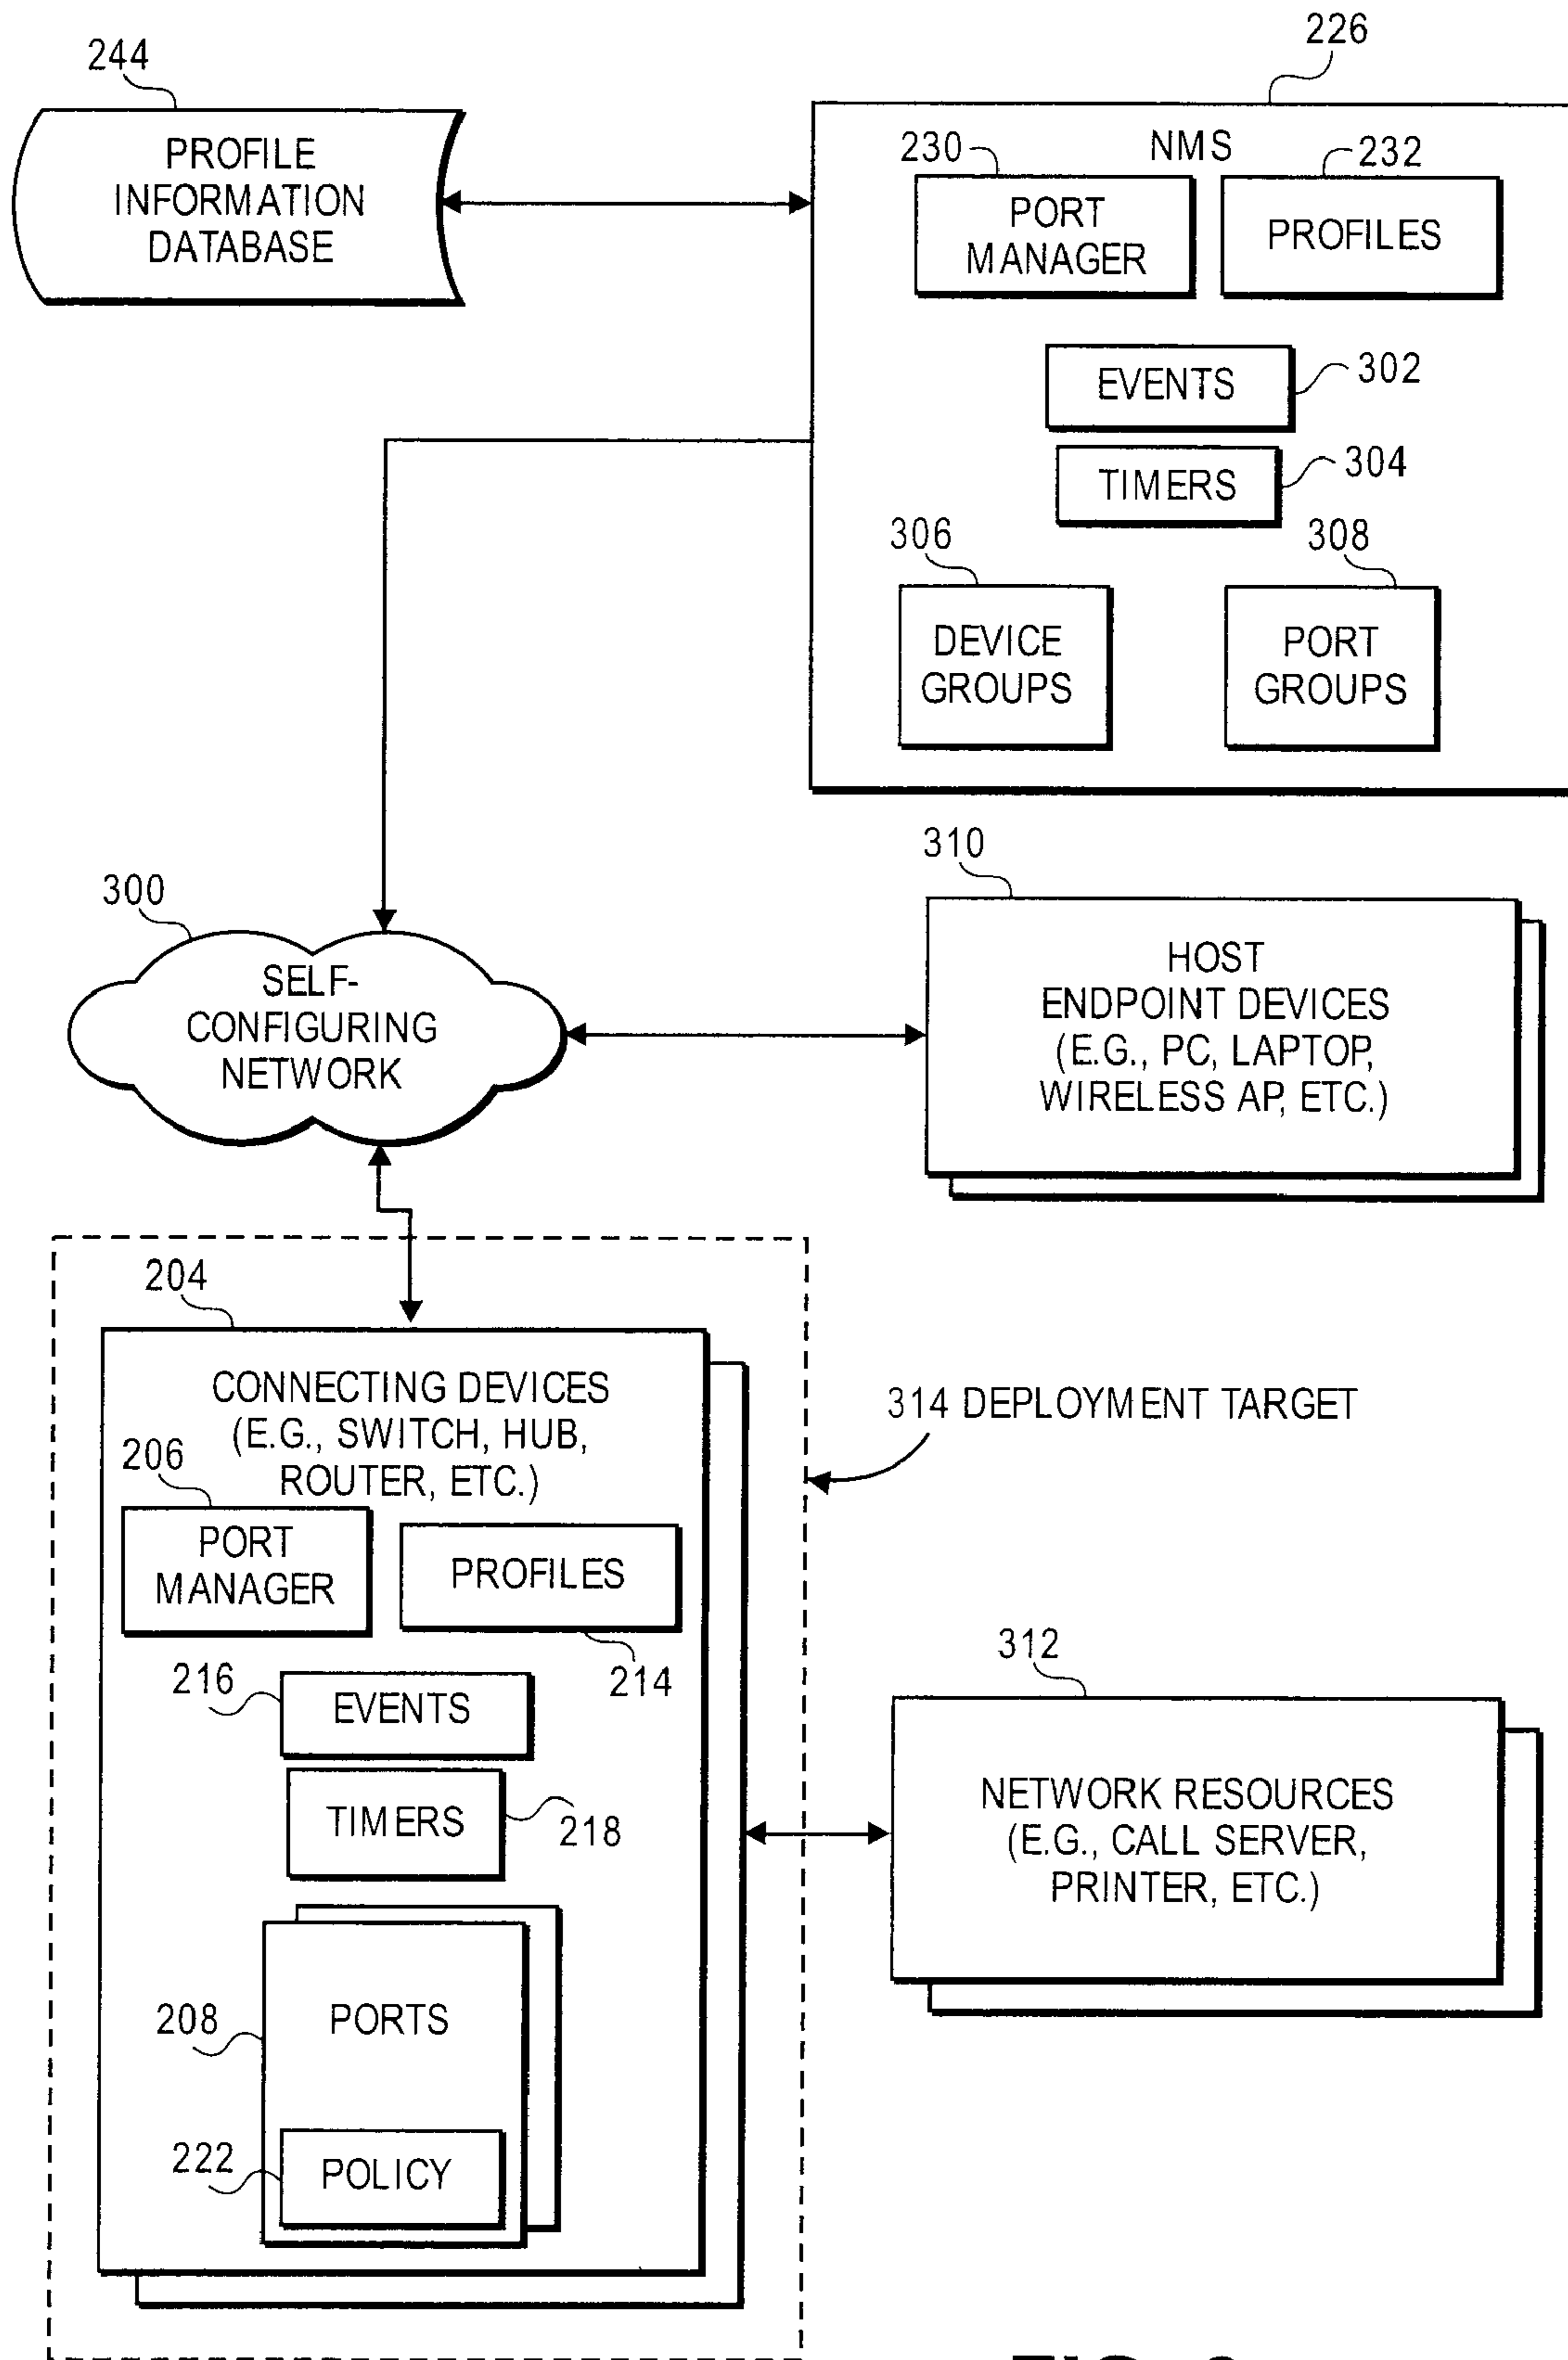 244
226
PROFILE
INFORMATION
DATABASE
NMS
230
232
PORT
MANAGER
PROFILES
EVENTS
302
TIMERS
304
306
308
DEVICE
GROUPS
PORT
GROUPS
310
300
HOST
ENDPOINT DEVICES
(E.G., PC, LAPTOP,
WIRELESS AP, ETC.)
SELF-
CONFIGURING
NETWORK
204
CONNECTING DEVICES
(E.G., SWITCH, HUB,
ROUTER, ETC.)
314 DEPLOYMENT TARGET
206
PORT
MANAGER
PROFILES
214
216
EVENTS
TIMERS
218
312
NETWORK RESOURCES
(E.G., CALL SERVER,
PRINTER, ETC.)
208
PORTS
222
POLICY